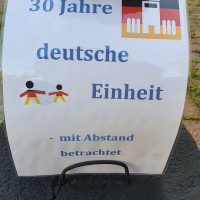 30 Jahre
deutsche
Einheit
- mit Abstand
betrachtet